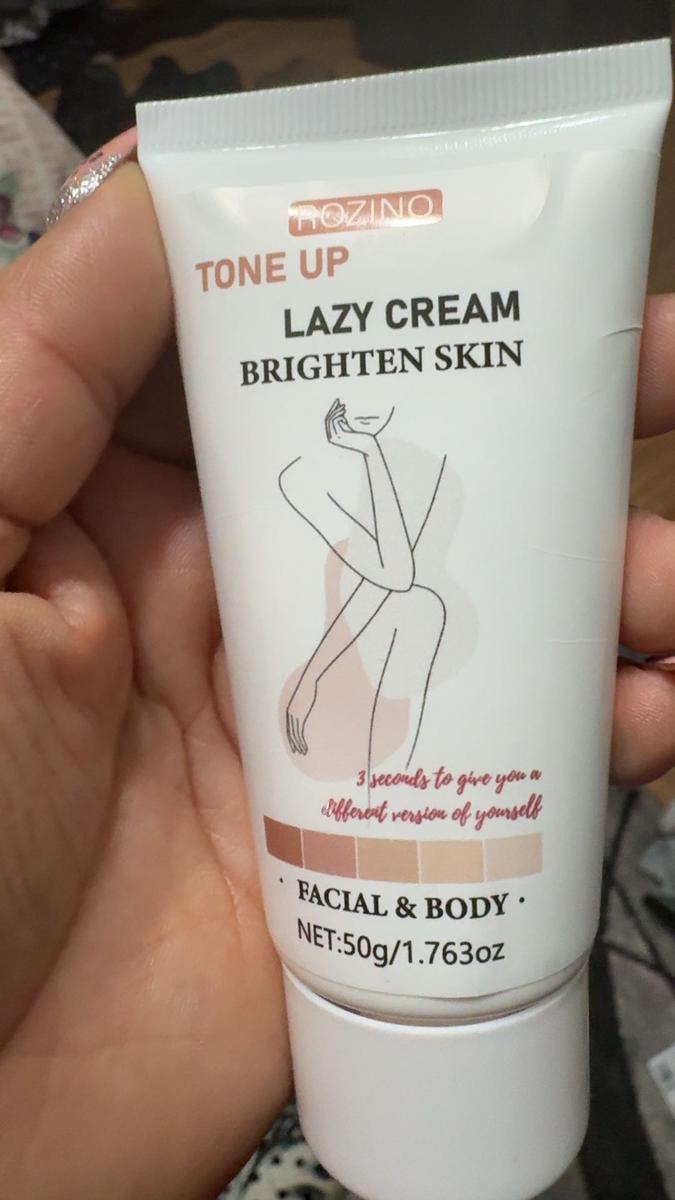 ROZINO
TONE UP
LAZY CREAM
BRIGHTEN SKIN
3 seconds to give you a
different version of yourself
· FACIAL & BODY ·
NET:50g/1.763oz